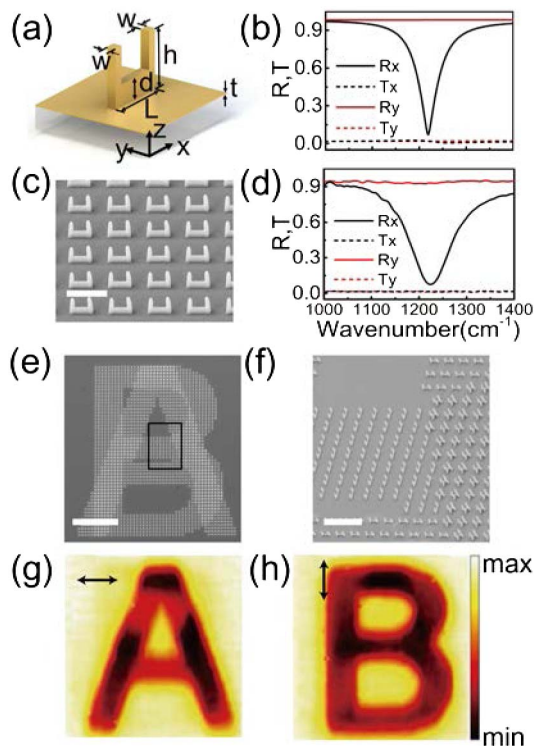 (a)
w
w
h
d
L
t
z
y
x
(b)
R,T
0.9
0.6
0.3
0.0
Rx
Tx
Ry
Ty
(c)
(d)
R,T
0.9
0.6
0.3
0.0
Rx
Tx
Ry
Ty
1000 1100 1200 1300 1400
Wavenumber(cm⁻¹)
(e)
(f)
(g)
(h)
max
min